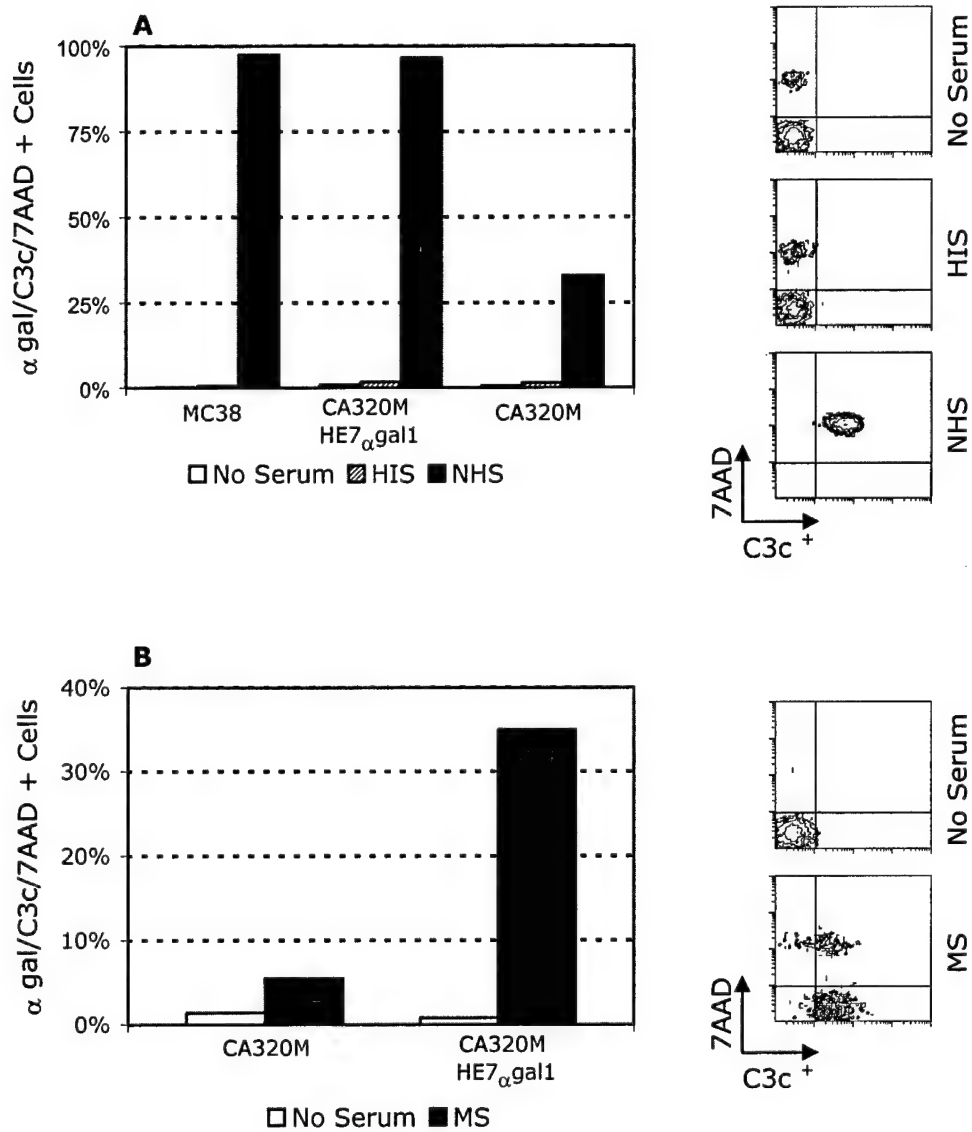 A
α gal/C3c/7AAD + Cells
100%
75%
50%
25%
0%
MC38
CA320M
HE7αgal1
CA320M
No Serum HIS NHS
No Serum
HIS
NHS
7AAD
C3c +
B
α gal/C3c/7AAD + Cells
40%
30%
20%
10%
0%
CA320M
CA320M
HE7αgal1
No Serum MS
No Serum
MS
7AAD
C3c +